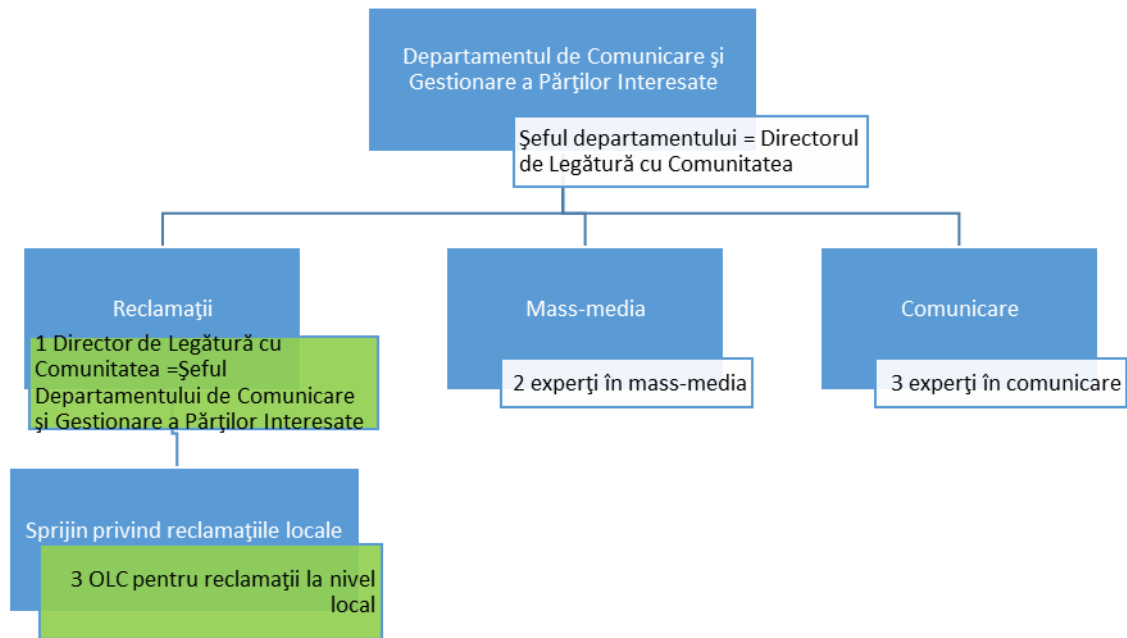 Departamentul de Comunicare şi
Gestionare a Părţilor Interesate
Şeful departamentului = Directorul
de Legătură cu Comunitatea
Reclamaţii
1 Director de Legătură cu
Comunitatea =Şeful
Departamentului de Comunicare
şi Gestionare a Părţilor Interesate
Mass-media
2 experţi în mass-media
Comunicare
3 experţi în comunicare
Sprijin privind reclamaţiile locale
3 OLC pentru reclamaţii la nivel
local